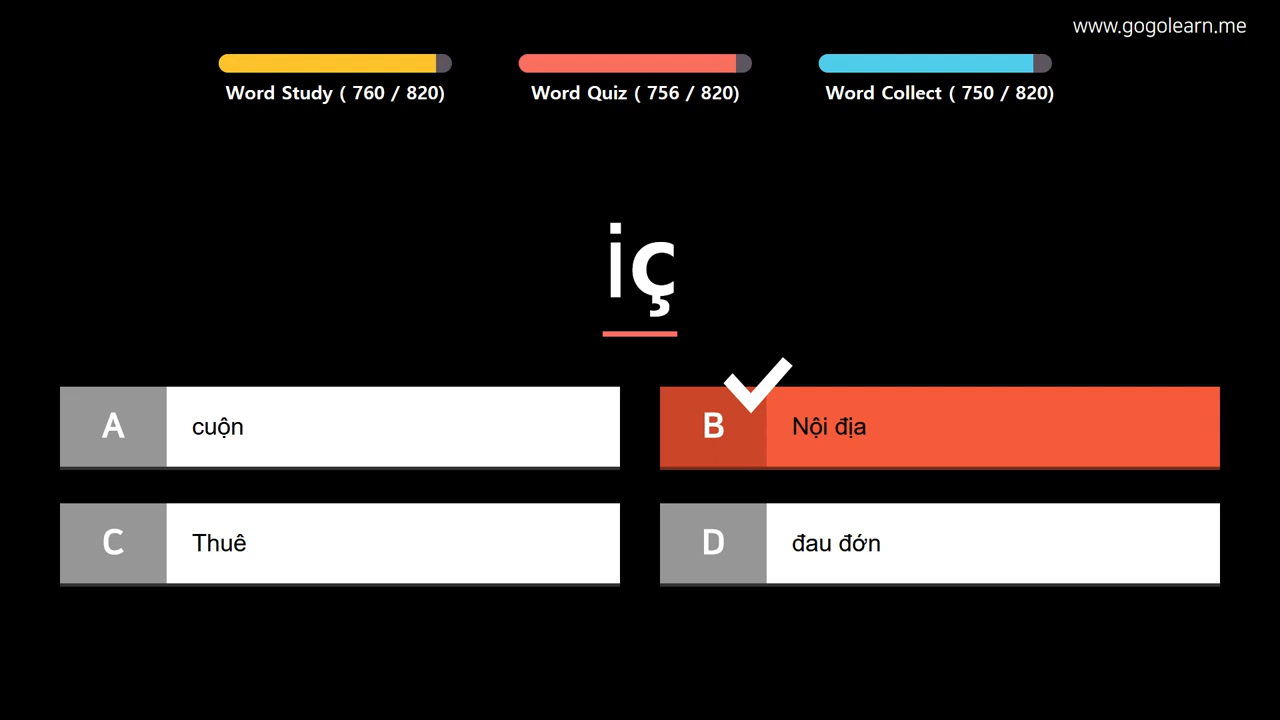 www.gogolearn.me
Word Study ( 760 / 820)
Word Quiz ( 756 / 820)
Word Collect ( 750 / 820)
iç
A cuộn
B Nội địa
C Thuê
D đau đớn